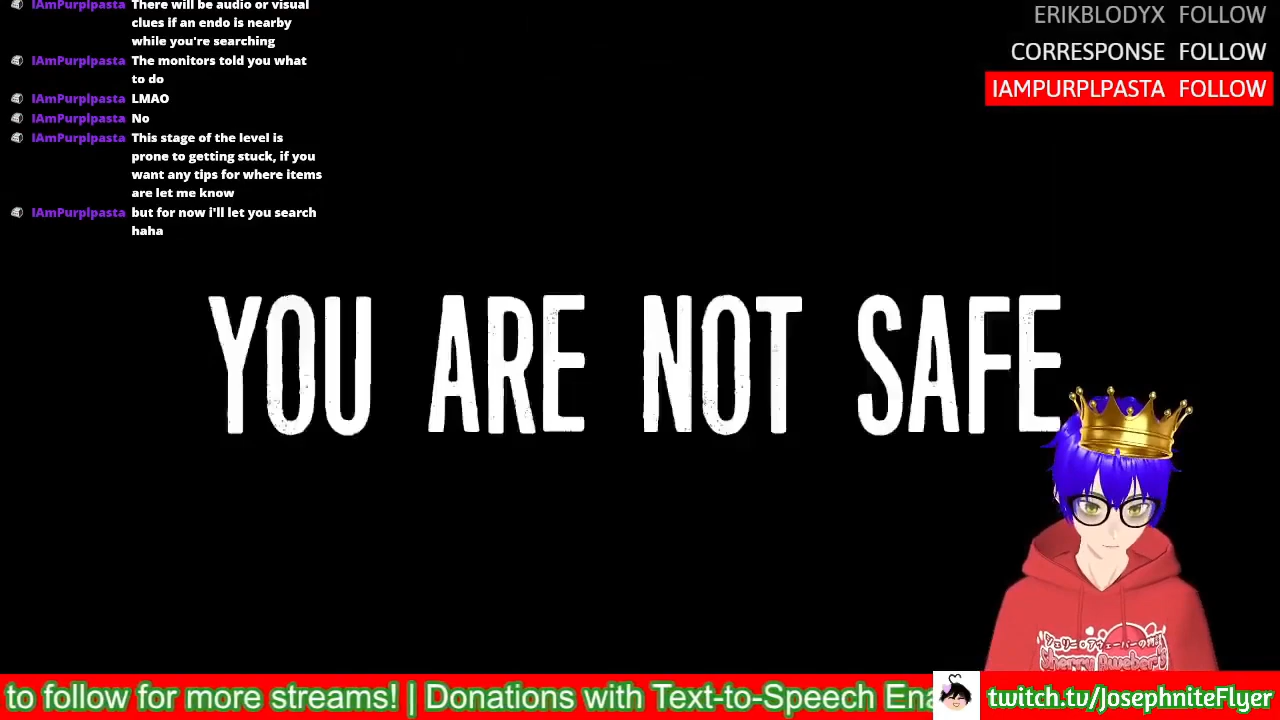 There will be audio or visual
clues if an endo is nearby
while you're searching
IAmPurplpasta The monitors told you what
to do
IAmPurplpasta LMAO
IAmPurplpasta No
IAmPurplpasta This stage of the level is
prone to getting stuck, if you
want any tips for where items
are let me know
IAmPurplpasta but for now i'll let you search
haha
ERIKBLODYX FOLLOW
CORRESPONSE FOLLOW
IAMPURPLPASTA FOLLOW
YOU ARE NOT SAFE
Sherry Aweber's
to follow for more streams! | Donations with Text-to-Speech Ena
twitch.tv/JosephniteFlyer